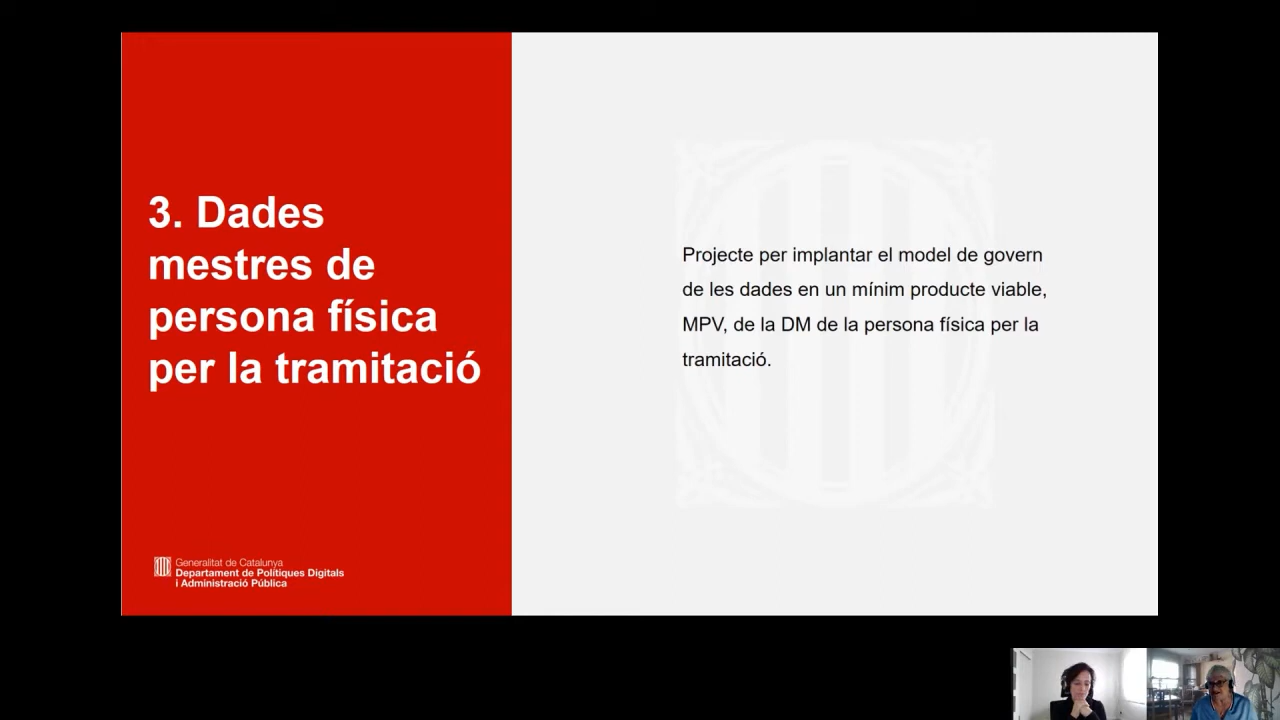 3. Dades
mestres de
persona física
per la tramitació
Projecte per implantar el model de govern
de les dades en un mínim producte viable,
MPV, de la DM de la persona física per la
tramitació.
Generalitat de Catalunya
Departament de Polítiques Digitals
i Administració Pública